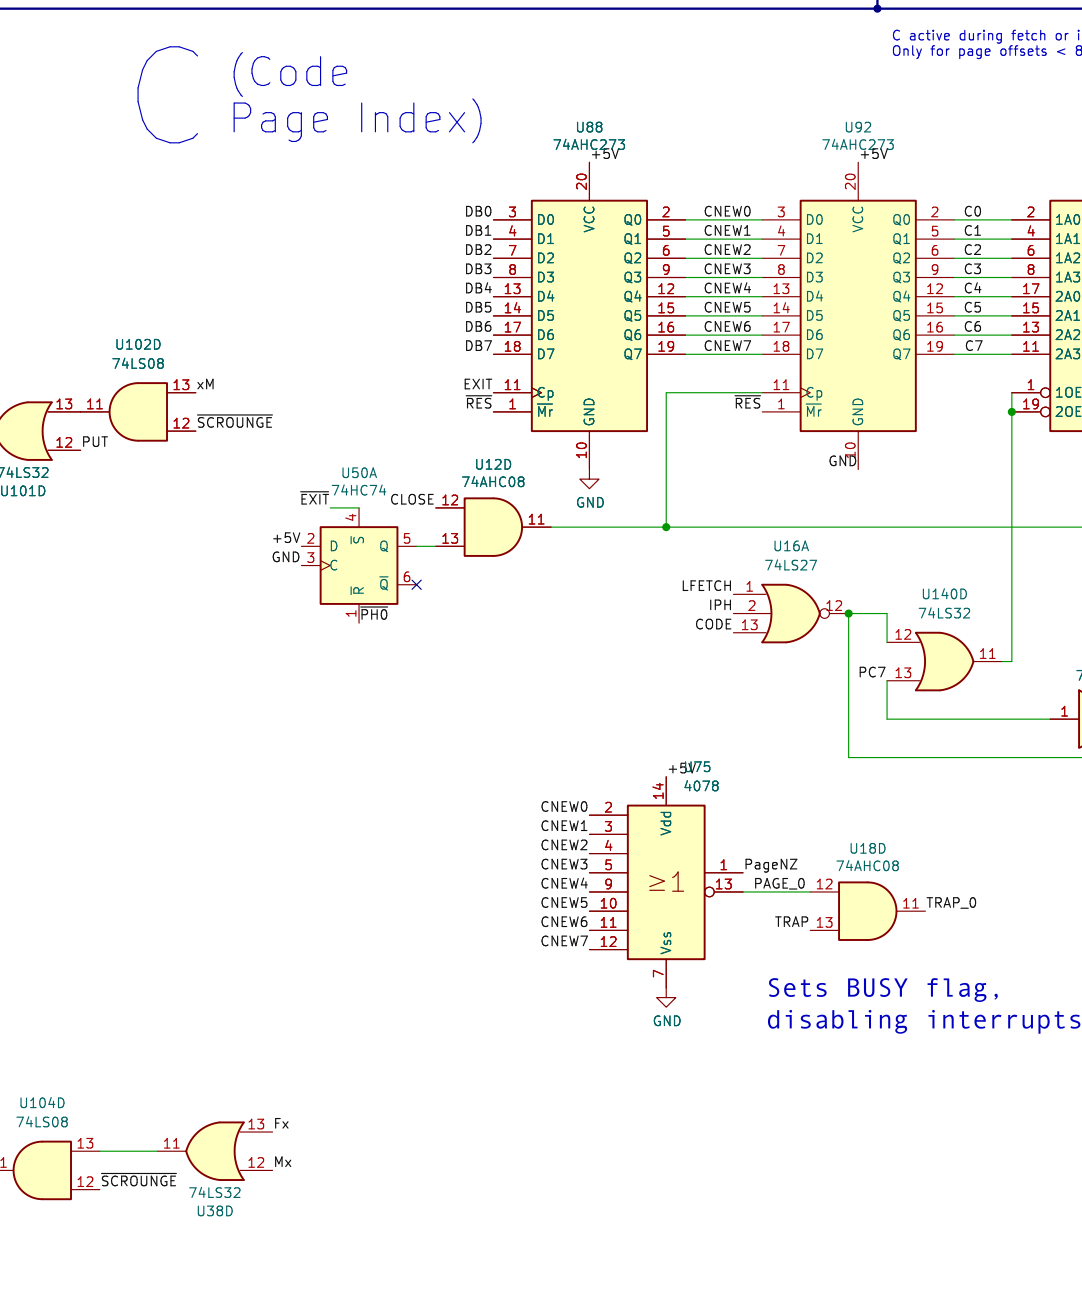 C active during fetch or i
Only for page offsets < 8
C
(Code
Page Index)
U88
74AHC273
+5V
20
VCC
DB0 3 D0 Q0 2 CNEW0
DB1 4 D1 Q1 5 CNEW1
DB2 7 D2 Q2 6 CNEW2
DB3 8 D3 Q3 9 CNEW3
DB4 13 D4 Q4 12 CNEW4
DB5 14 D5 Q5 15 CNEW5
DB6 17 D6 Q6 16 CNEW6
DB7 18 D7 Q7 19 CNEW7
EXIT 11 Cp
RES 1 Mr
GND
10
GND
U92
74AHC273
+5V
20
VCC
3 D0 Q0 2 C0 2 1A0
4 D1 Q1 5 C1 4 1A1
7 D2 Q2 6 C2 6 1A2
8 D3 Q3 9 C3 8 1A3
13 D4 Q4 12 C4 17 2A0
14 D5 Q5 15 C5 15 2A1
17 D6 Q6 16 C6 13 2A2
18 D7 Q7 19 C7 11 2A3
11 Cp
RES 1 Mr
GND
10
GND
1 1OE
19 2OE
U102D
74LS08
13 xM
12 SCROUNGE
11
13
12 PUT
74LS32
U101D
U50A
74HC74
EXIT
4
+5V 2 D S Q 5
GND 3 C
Q 6
R
1 PH0
U12D
74AHC08
CLOSE 12
13
11
U16A
74LS27
LFETCH 1
IPH 2
CODE 13
12
U140D
74LS32
12
PC7 13
11
7
1
+5V
U75
4078
14
Vdd
CNEW0 2
CNEW1 3
CNEW2 4
CNEW3 5
CNEW4 9
CNEW5 10
CNEW6 11
CNEW7 12
≥1
1 PageNZ
13 PAGE_0
Vss
7
GND
U18D
74AHC08
12
TRAP 13
11 TRAP_0
Sets BUSY flag,
disabling interrupts
U104D
74LS08
13
12 SCROUNGE
1
11
13 Fx
12 Mx
74LS32
U38D